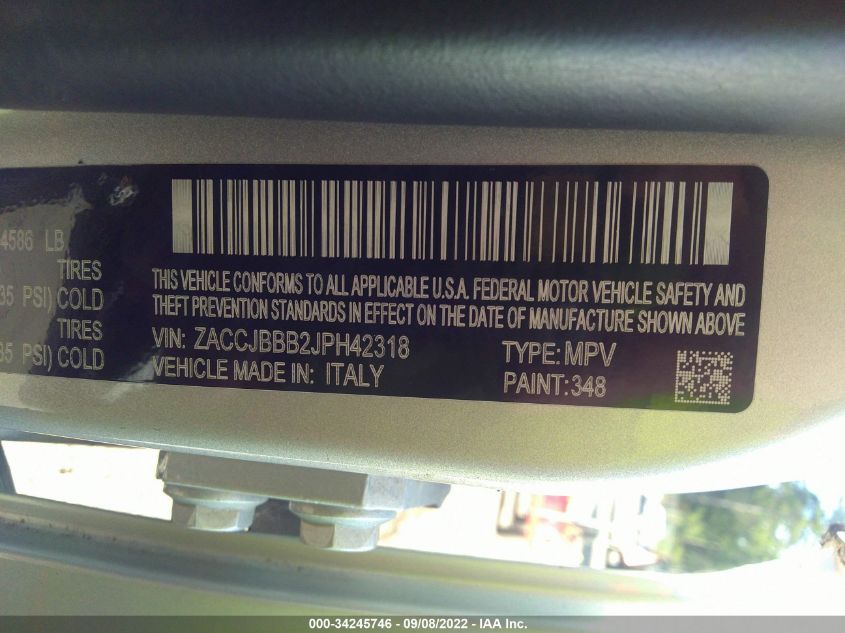 4586 LB
TIRES
35 PSI) COLD
TIRES
35 PSI) COLD
THIS VEHICLE CONFORMS TO ALL APPLICABLE U.S.A. FEDERAL MOTOR VEHICLE SAFETY AND
THEFT PREVENTION STANDARDS IN EFFECT ON THE DATE OF MANUFACTURE SHOWN ABOVE
VIN: ZACCJBBB2JPH42318 TYPE: MPV
VEHICLE MADE IN: ITALY PAINT: 348
000-34245746 - 09/08/2022 - IAA Inc.